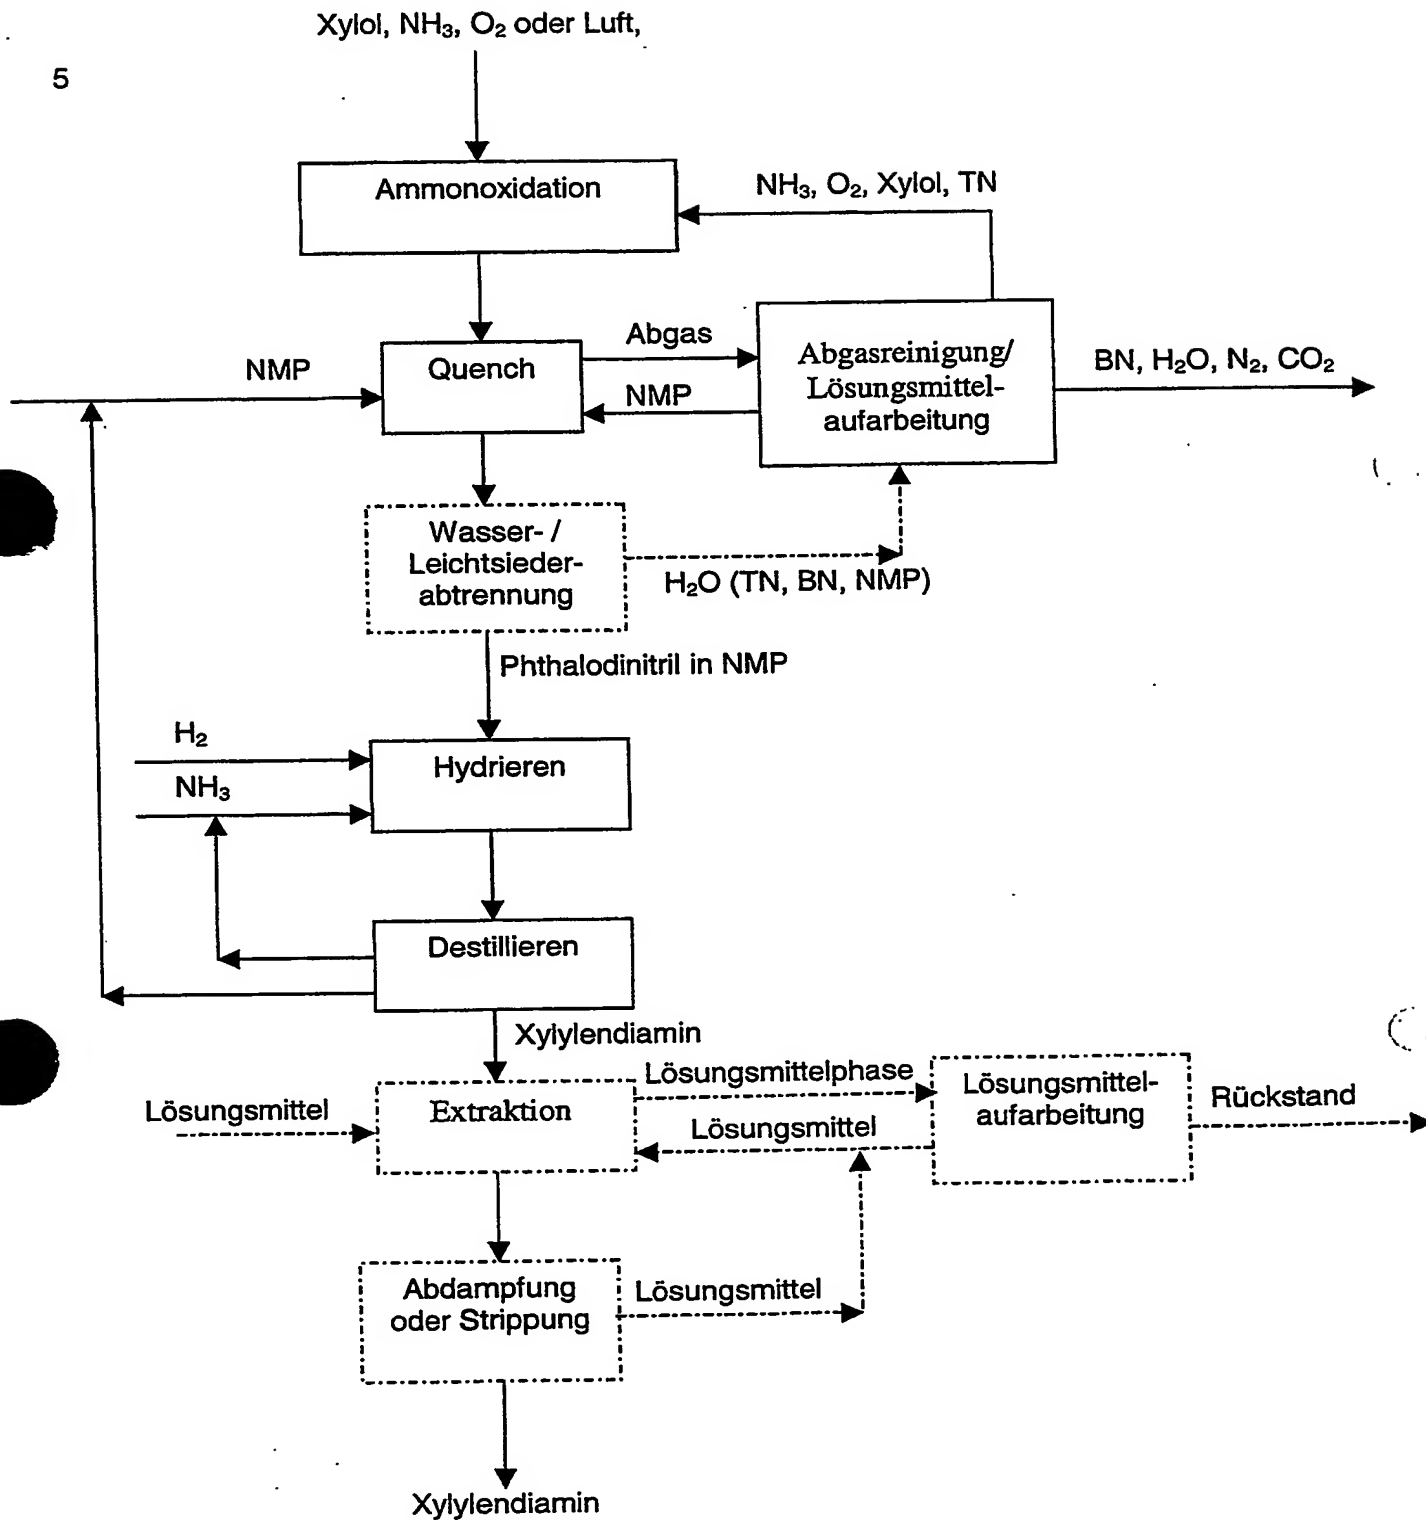 Xylol, NH₃, O₂ oder Luft,
5
Ammonoxidation
NH₃, O₂, Xylol, TN
NMP
Quench
Abgas
NMP
Abgasreinigung/
Lösungsmittel-
aufarbeitung
BN, H₂O, N₂, CO₂
Wasser- /
Leichtsieder-
abtrennung
H₂O (TN, BN, NMP)
Phthalodinitril in NMP
H₂
NH₃
Hydrieren
Destillieren
Xylylendiamin
Lösungsmittel
Extraktion
Lösungsmittelphase
Lösungsmittel
Lösungsmittel-
aufarbeitung
Rückstand
Abdampfung
oder Strippung
Lösungsmittel
Xylylendiamin